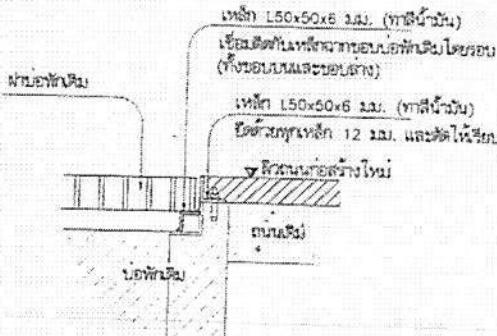 เหล็ก L50x50x6 ม.ม. (ทาสีน้ำมัน)
เชื่อมติดกับเหล็กฉากขอบบ่อพักเดิมโดยรอบ
(ทั้งขอบบนและขอบล่าง)
ฝาบ่อพักเดิม
เหล็ก L50x50x6 ม.ม. (ทาสีน้ำมัน)
ยึดด้วยพุกเหล็ก 12 ม.ม. และตัดให้เรียบ
ผิวถนนก่อสร้างใหม่
ถนนเดิม
บ่อพักเดิม